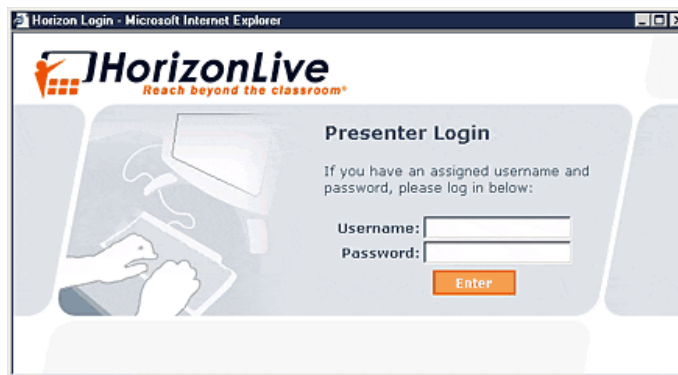 Horizon Login - Microsoft Internet Explorer
HorizonLive
Reach beyond the classroom®
Presenter Login
If you have an assigned username and
password, please log in below:
Username:
Password:
Enter